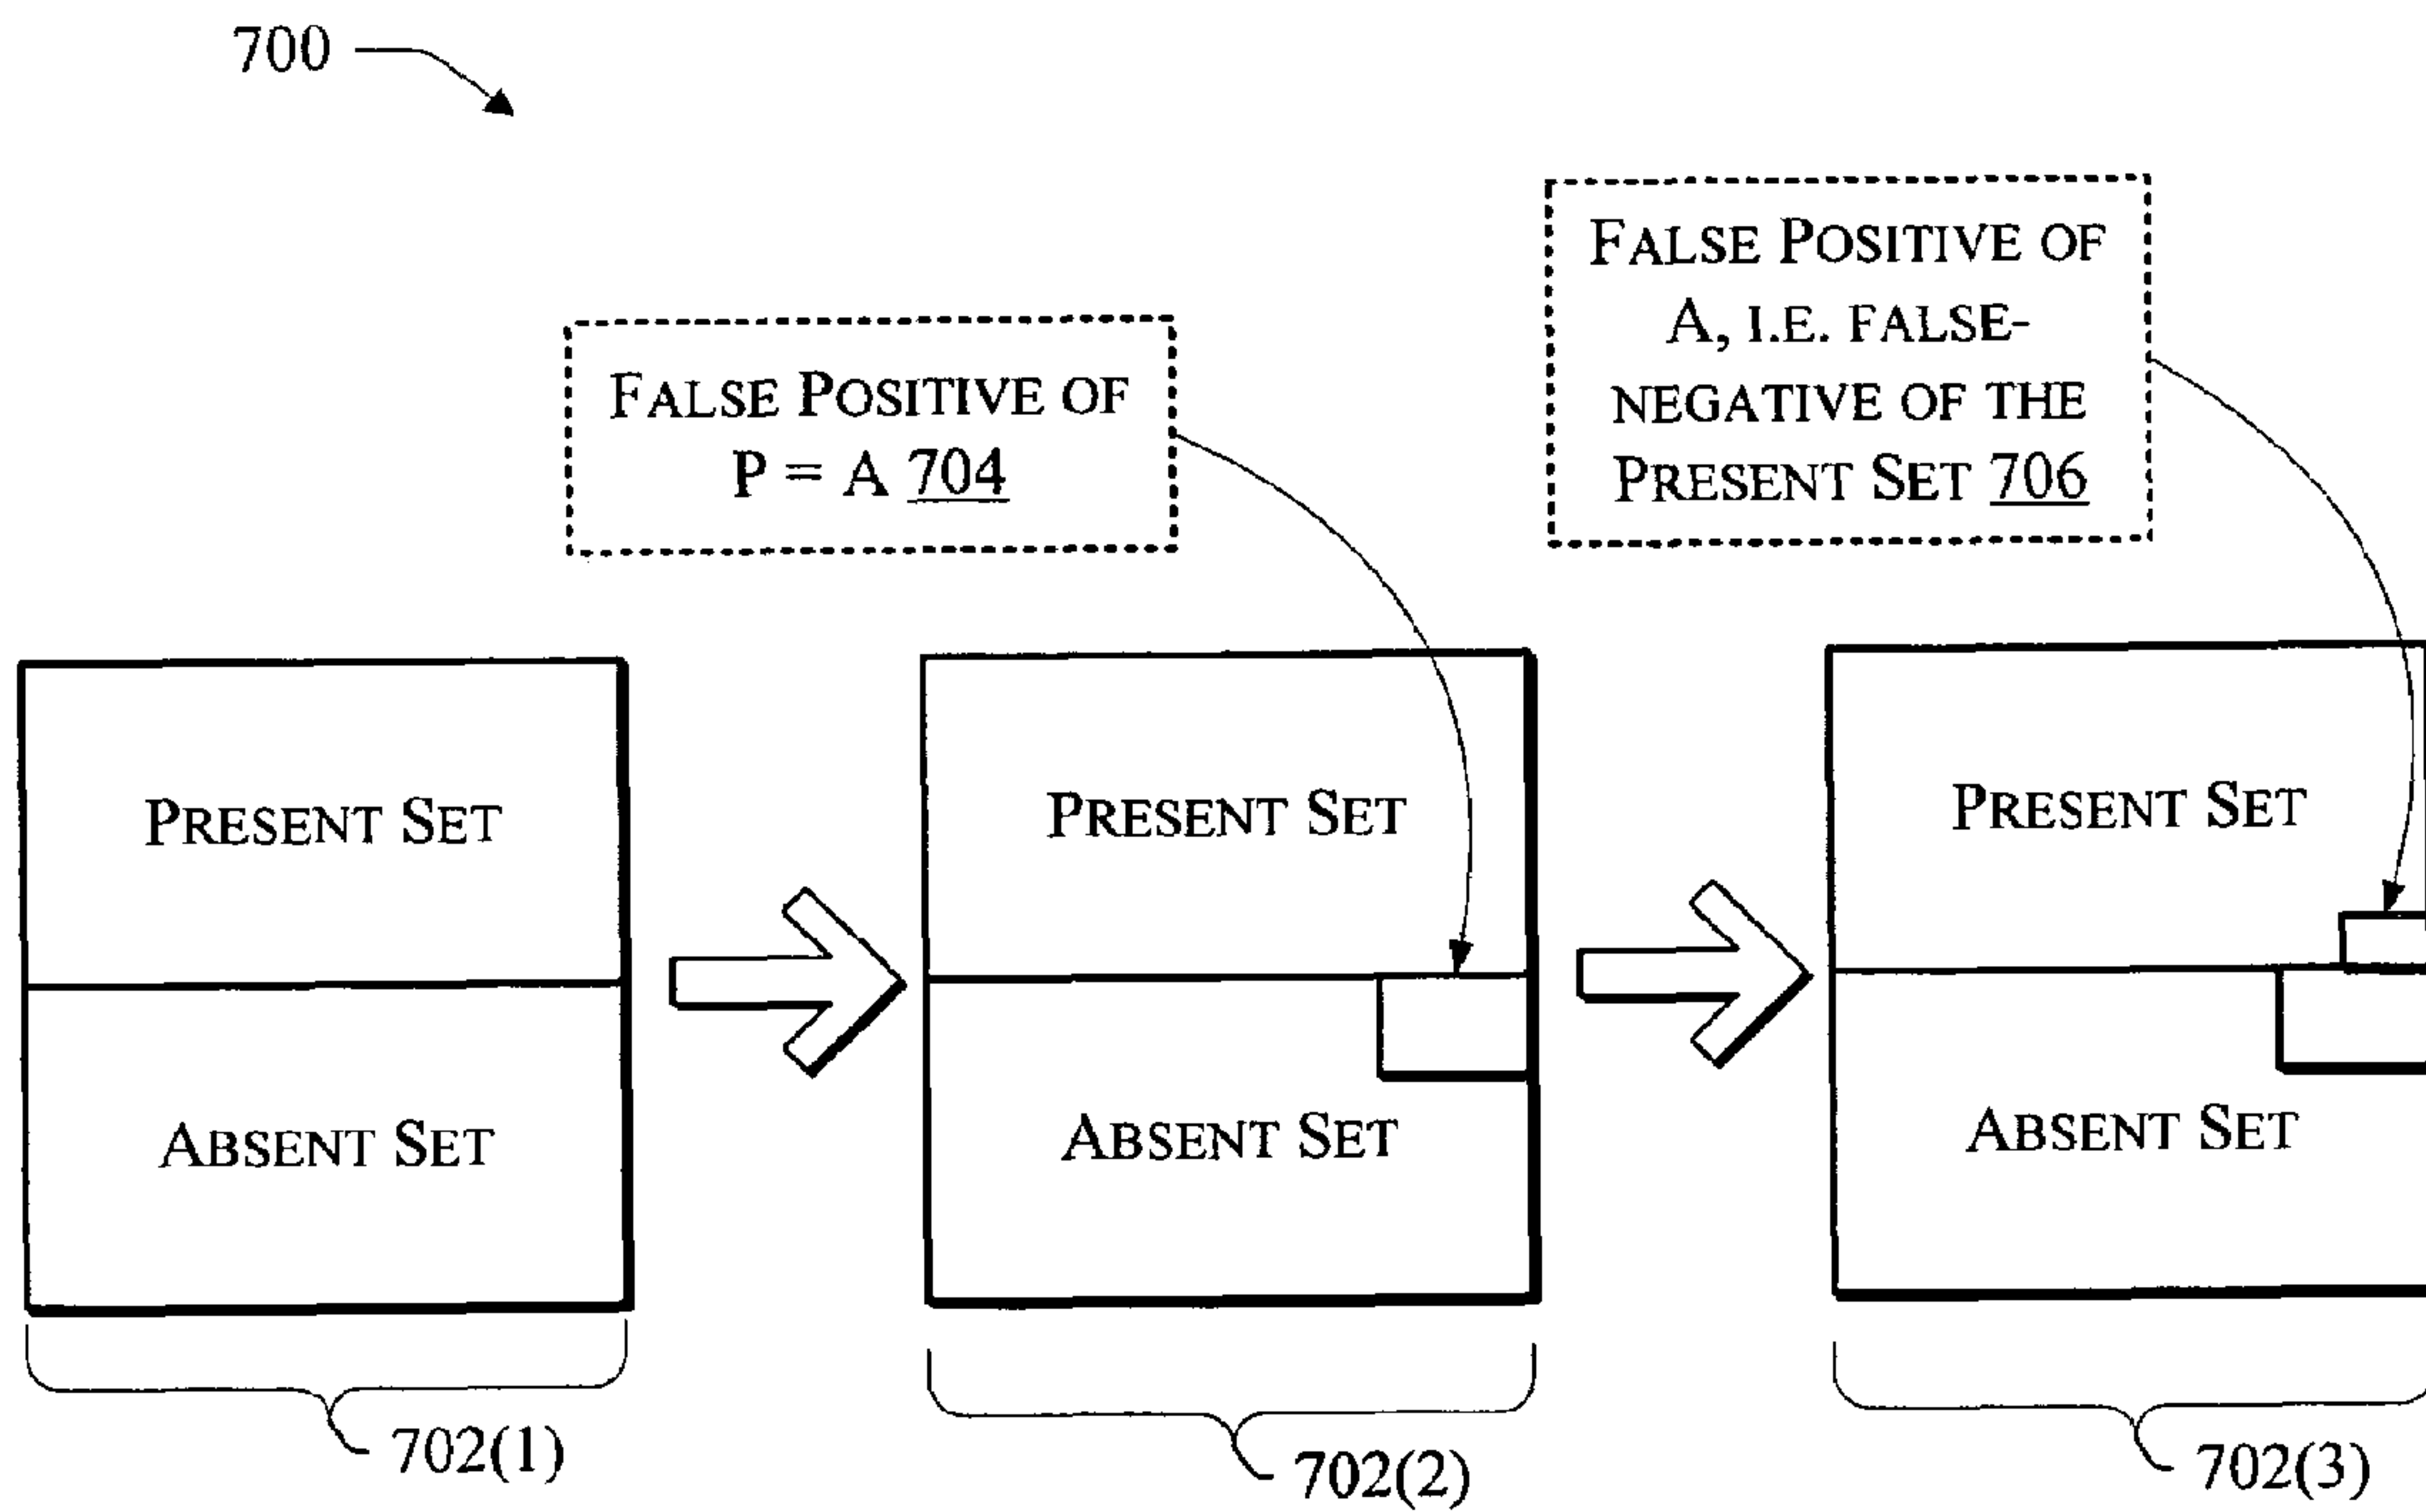 700
FALSE POSITIVE OF
A, I.E. FALSE-
NEGATIVE OF THE
PRESENT SET 706
FALSE POSITIVE OF
P = A 704
PRESENT SET
PRESENT SET
PRESENT SET
ABSENT SET
ABSENT SET
ABSENT SET
702(1)
702(2)
702(3)